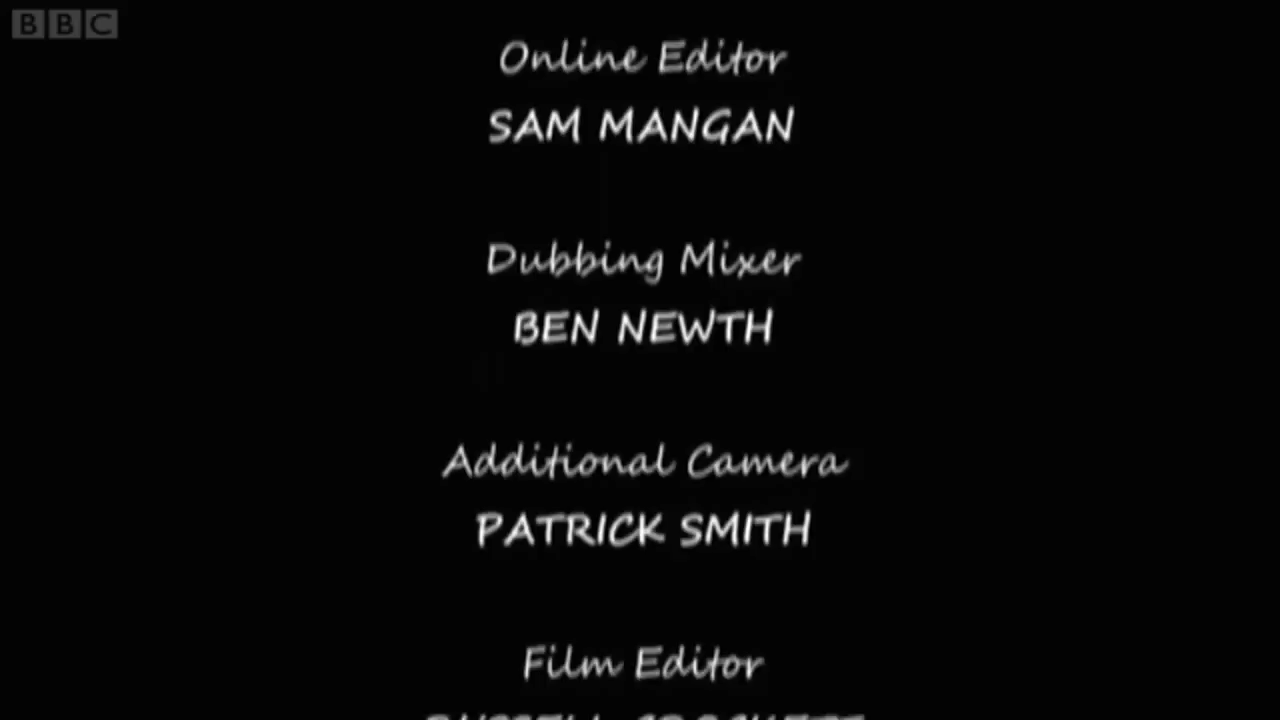 BBC
Online Editor
SAM MANGAN
Dubbing Mixer
BEN NEWTH
Additional Camera
PATRICK SMITH
Film Editor